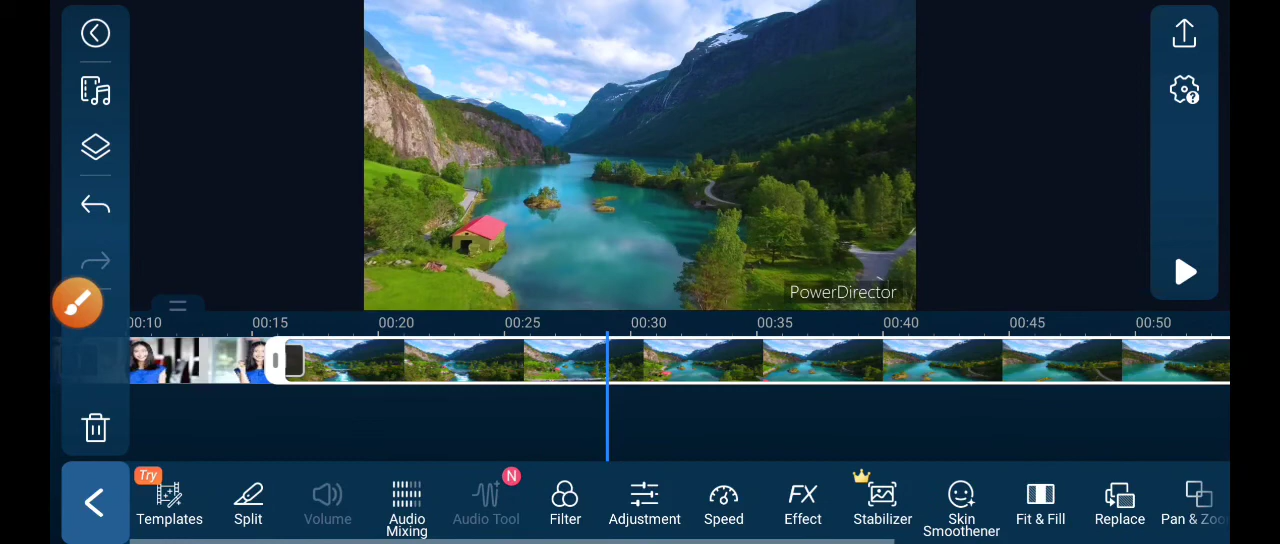 PowerDirector
00:10 00:15 00:20 00:25 00:30 00:35 00:40 00:45 00:50
Try
N
Templates Split Volume Audio Mixing Audio Tool Filter Adjustment Speed FX Effect Stabilizer Skin Smoothener Fit & Fill Replace Pan & Zoo